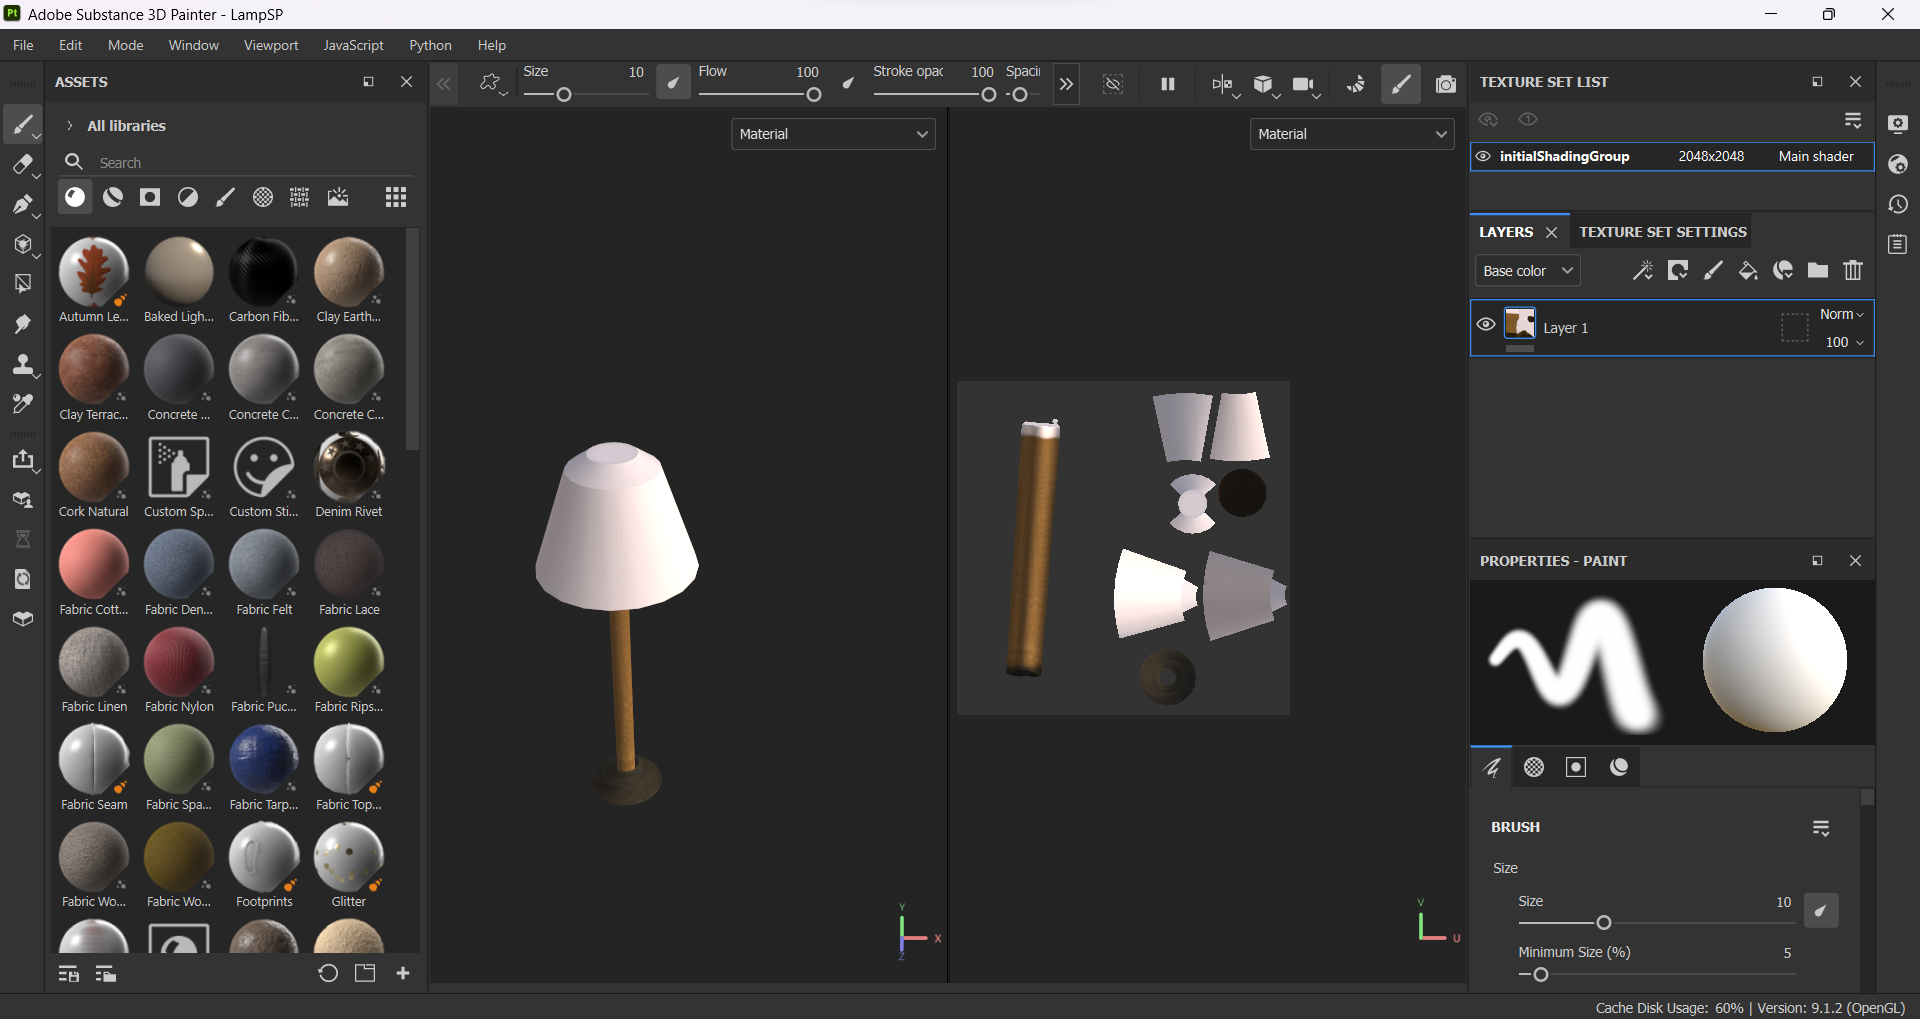 Pt Adobe Substance 3D Painter - LampSP
File Edit Mode Window Viewport JavaScript Python Help
ASSETS
All libraries
Search
Autumn Le... Baked Ligh... Carbon Fib... Clay Earth...
Clay Terrac... Concrete ... Concrete C... Concrete C...
Cork Natural Custom Sp... Custom Sti... Denim Rivet
Fabric Cott... Fabric Den... Fabric Felt Fabric Lace
Fabric Linen Fabric Nylon Fabric Puc... Fabric Rips...
Fabric Seam Fabric Spa... Fabric Tarp... Fabric Top...
Fabric Wo... Fabric Wo... Footprints Glitter
Size 10 Flow 100 Stroke opac 100 Spaci
Material
Material
Y
X
Z
V
U
TEXTURE SET LIST
initialShadingGroup 2048x2048 Main shader
LAYERS TEXTURE SET SETTINGS
Base color
Layer 1 Norm
100
PROPERTIES - PAINT
BRUSH
Size
Size 10
Minimum Size (%) 5
Cache Disk Usage: 60% | Version: 9.1.2 (OpenGL)